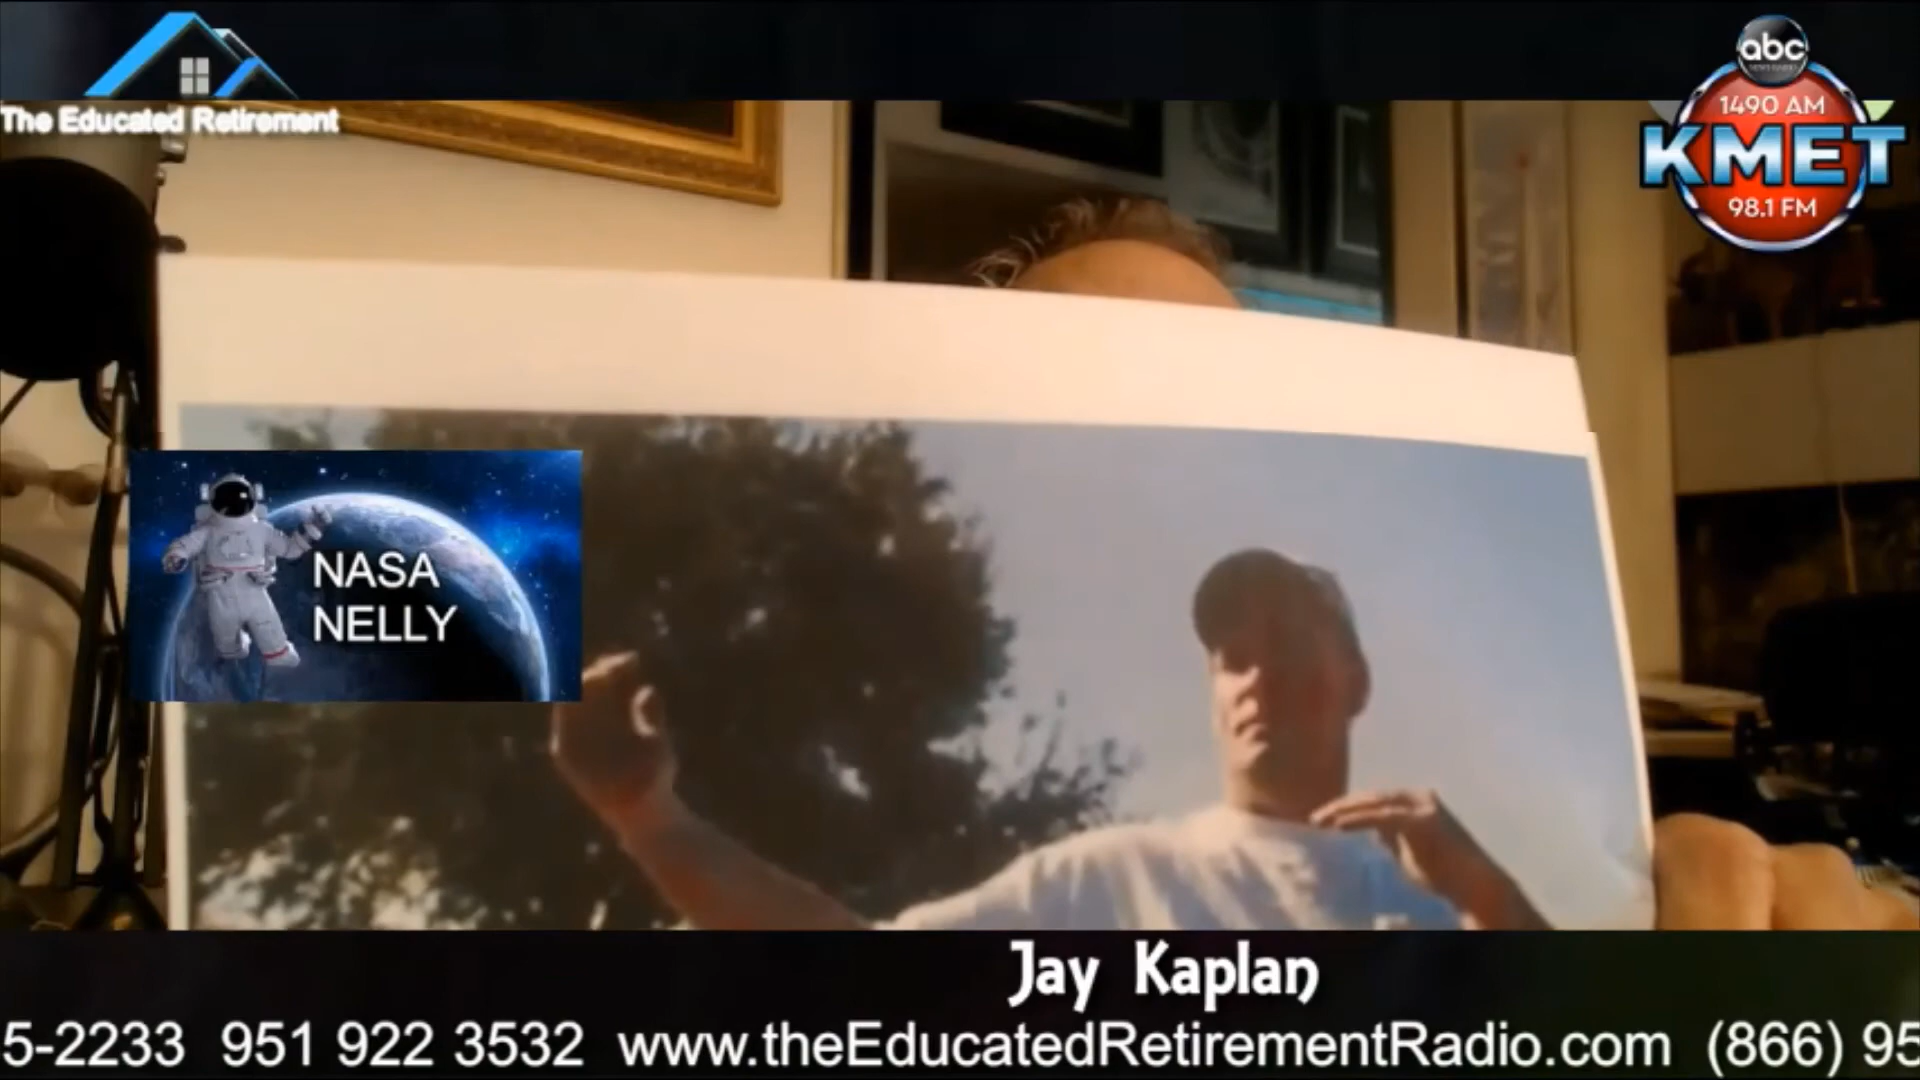 The Educated Retirement
abc
1490 AM
KMET
98.1 FM
NASA
NELLY
Jay Kaplan
5-2233 951 922 3532 www.theEducatedRetirementRadio.com (866) 95